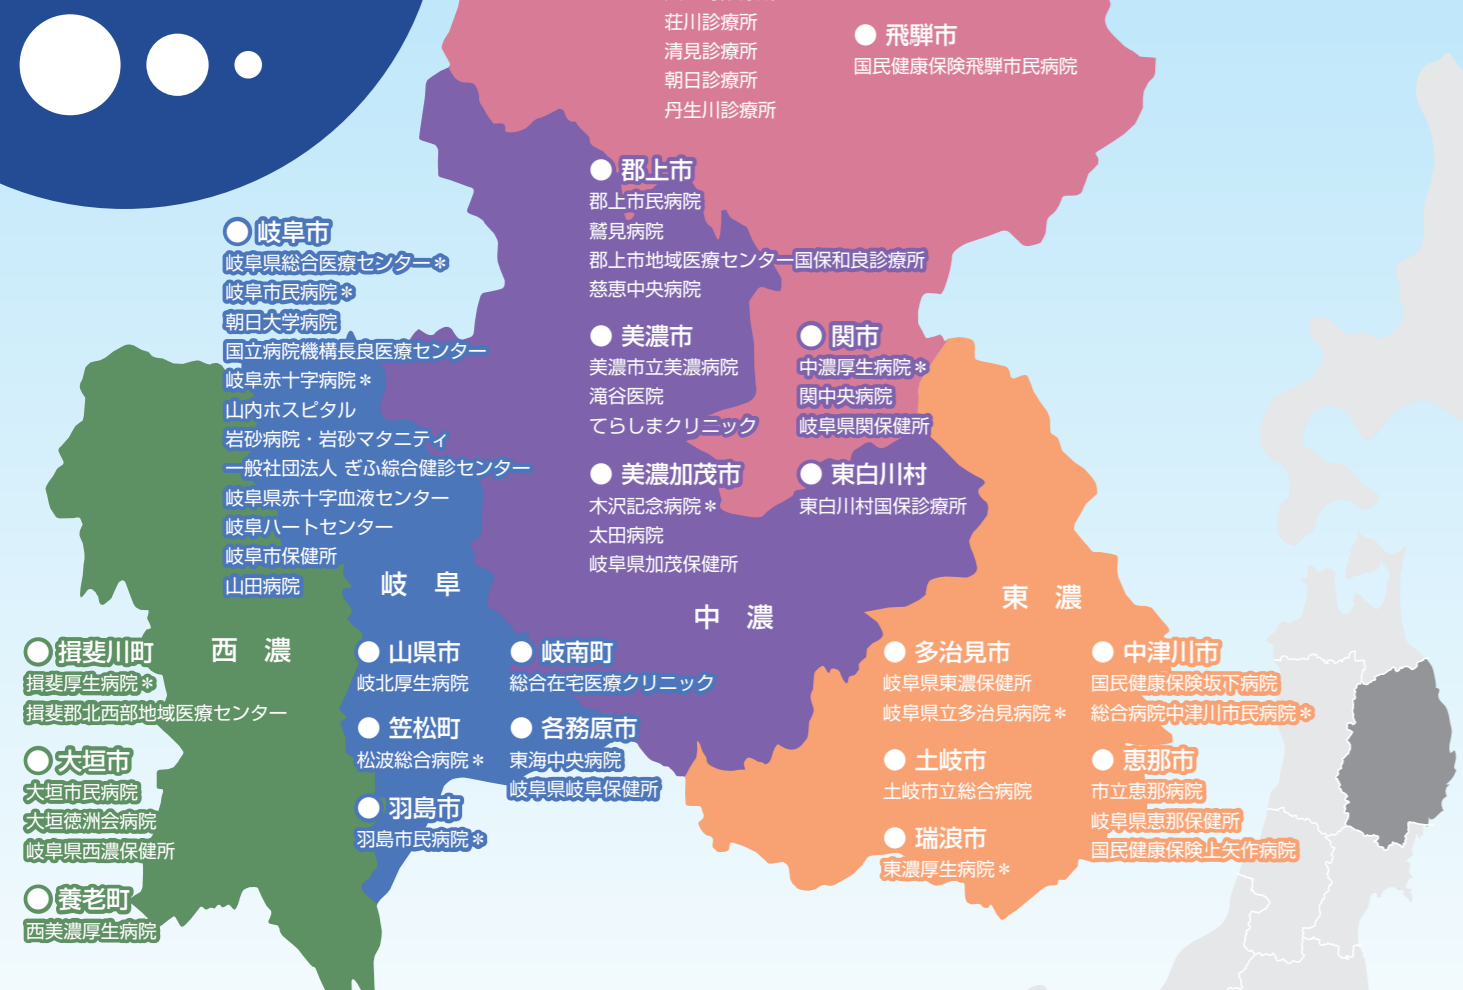 荘川診療所
清見診療所
朝日診療所
丹生川診療所
飛騨市
国民健康保険飛騨市民病院
郡上市
郡上市民病院
鷲見病院
郡上市地域医療センター国保和良診療所
慈恵中央病院
岐阜市
岐阜県総合医療センター＊
岐阜市民病院＊
朝日大学病院
国立病院機構長良医療センター
岐阜赤十字病院＊
山内ホスピタル
岩砂病院・岩砂マタニティ
一般社団法人 ぎふ綜合健診センター
岐阜県赤十字血液センター
岐阜ハートセンター
岐阜市保健所
山田病院
美濃市
美濃市立美濃病院
滝谷医院
てらしまクリニック
関市
中濃厚生病院＊
関中央病院
岐阜県関保健所
美濃加茂市
木沢記念病院＊
太田病院
岐阜県加茂保健所
東白川村
東白川村国保診療所
岐 阜
中 濃
東 濃
西 濃
揖斐川町
揖斐厚生病院＊
揖斐郡北西部地域医療センター
大垣市
大垣市民病院
大垣徳洲会病院
岐阜県西濃保健所
養老町
西美濃厚生病院
山県市
岐北厚生病院
笠松町
松波総合病院＊
羽島市
羽島市民病院＊
岐南町
総合在宅医療クリニック
各務原市
東海中央病院
岐阜県岐阜保健所
多治見市
岐阜県東濃保健所
岐阜県立多治見病院＊
土岐市
土岐市立総合病院
瑞浪市
東濃厚生病院＊
中津川市
国民健康保険坂下病院
総合病院中津川市民病院＊
恵那市
市立恵那病院
岐阜県恵那保健所
国民健康保険上矢作病院